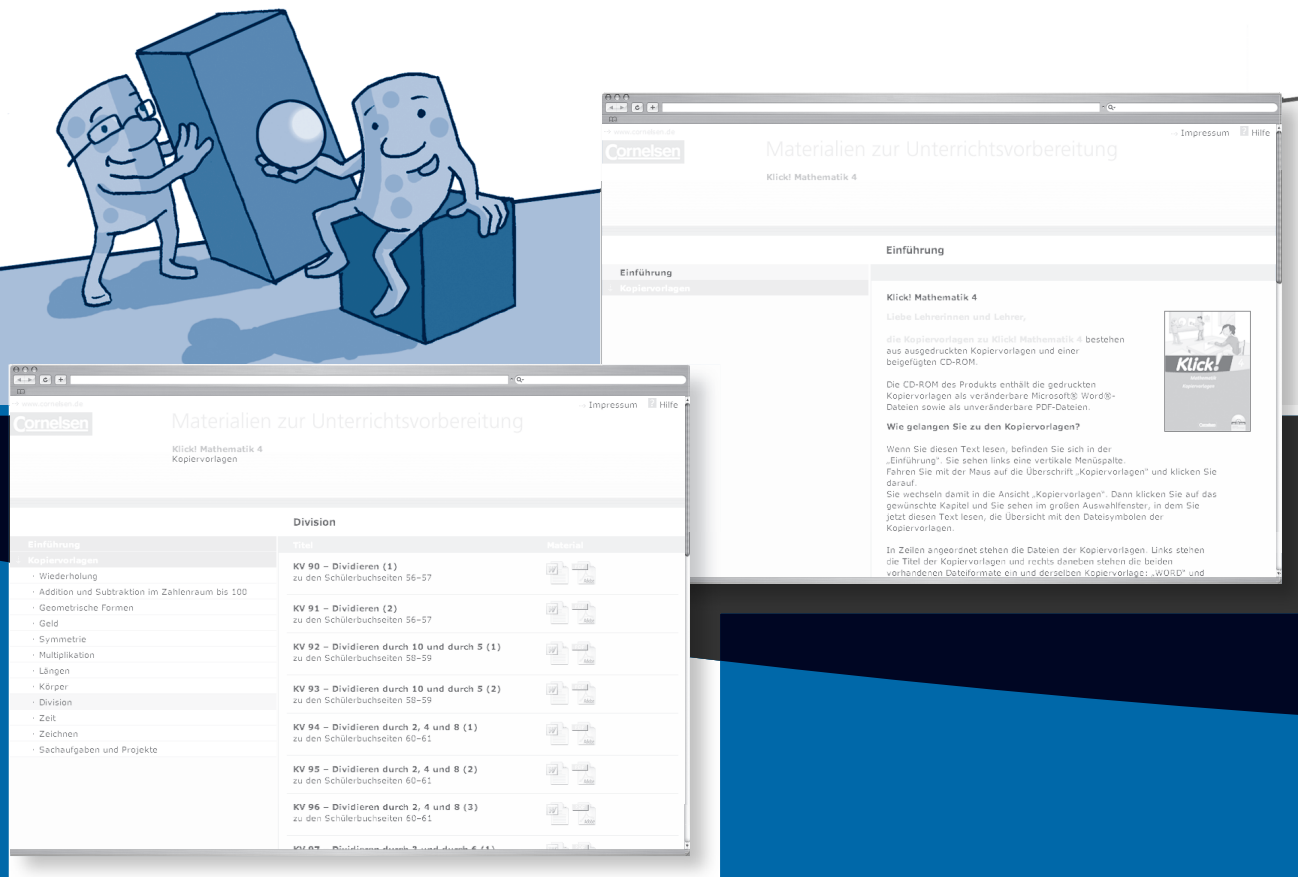 → www.cornelsen.de
→ Impressum
Hilfe
Cornelsen
Materialien zur Unterrichtsvorbereitung
Klick! Mathematik 4
Einführung
Einführung
Kopiervorlagen
Klick! Mathematik 4
Liebe Lehrerinnen und Lehrer,
die Kopiervorlagen zu Klick! Mathematik 4 bestehen
aus ausgedruckten Kopiervorlagen und einer
beigefügten CD-ROM.
Die CD-ROM des Produkts enthält die gedruckten
Kopiervorlagen als veränderbare Microsoft® Word®-
Dateien sowie als unveränderbare PDF-Dateien.
Klick!
Wie gelangen Sie zu den Kopiervorlagen?
Wenn Sie diesen Text lesen, befinden Sie sich in der
„Einführung". Sie sehen links eine vertikale Menüspalte.
Fahren Sie mit der Maus auf die Überschrift „Kopiervorlagen" und klicken Sie
darauf.
Sie wechseln damit in die Ansicht „Kopiervorlagen". Dann klicken Sie auf das
gewünschte Kapitel und Sie sehen im großen Auswahlfenster, in dem Sie
jetzt diesen Text lesen, die Übersicht mit den Dateisymbolen der
Kopiervorlagen.
In Zeilen angeordnet stehen die Dateien der Kopiervorlagen. Links stehen
die Titel der Kopiervorlagen und rechts daneben stehen die beiden
vorhandenen Dateiformate ein und derselben Kopiervorlage: „WORD" und
→ www.cornelsen.de
→ Impressum
Hilfe
Cornelsen
Materialien zur Unterrichtsvorbereitung
Klick! Mathematik 4
Kopiervorlagen
Division
Einführung
Kopiervorlagen
· Wiederholung
· Addition und Subtraktion im Zahlenraum bis 100
· Geometrische Formen
· Geld
· Symmetrie
· Multiplikation
· Längen
· Körper
· Division
· Zeit
· Zeichnen
· Sachaufgaben und Projekte
Titel
Material
KV 90 – Dividieren (1)
zu den Schülerbuchseiten 56–57
KV 91 – Dividieren (2)
zu den Schülerbuchseiten 56–57
KV 92 – Dividieren durch 10 und durch 5 (1)
zu den Schülerbuchseiten 58–59
KV 93 – Dividieren durch 10 und durch 5 (2)
zu den Schülerbuchseiten 58–59
KV 94 – Dividieren durch 2, 4 und 8 (1)
zu den Schülerbuchseiten 60–61
KV 95 – Dividieren durch 2, 4 und 8 (2)
zu den Schülerbuchseiten 60–61
KV 96 – Dividieren durch 2, 4 und 8 (3)
zu den Schülerbuchseiten 60–61
KV 97 – Dividieren durch 3 und durch 6 (1)